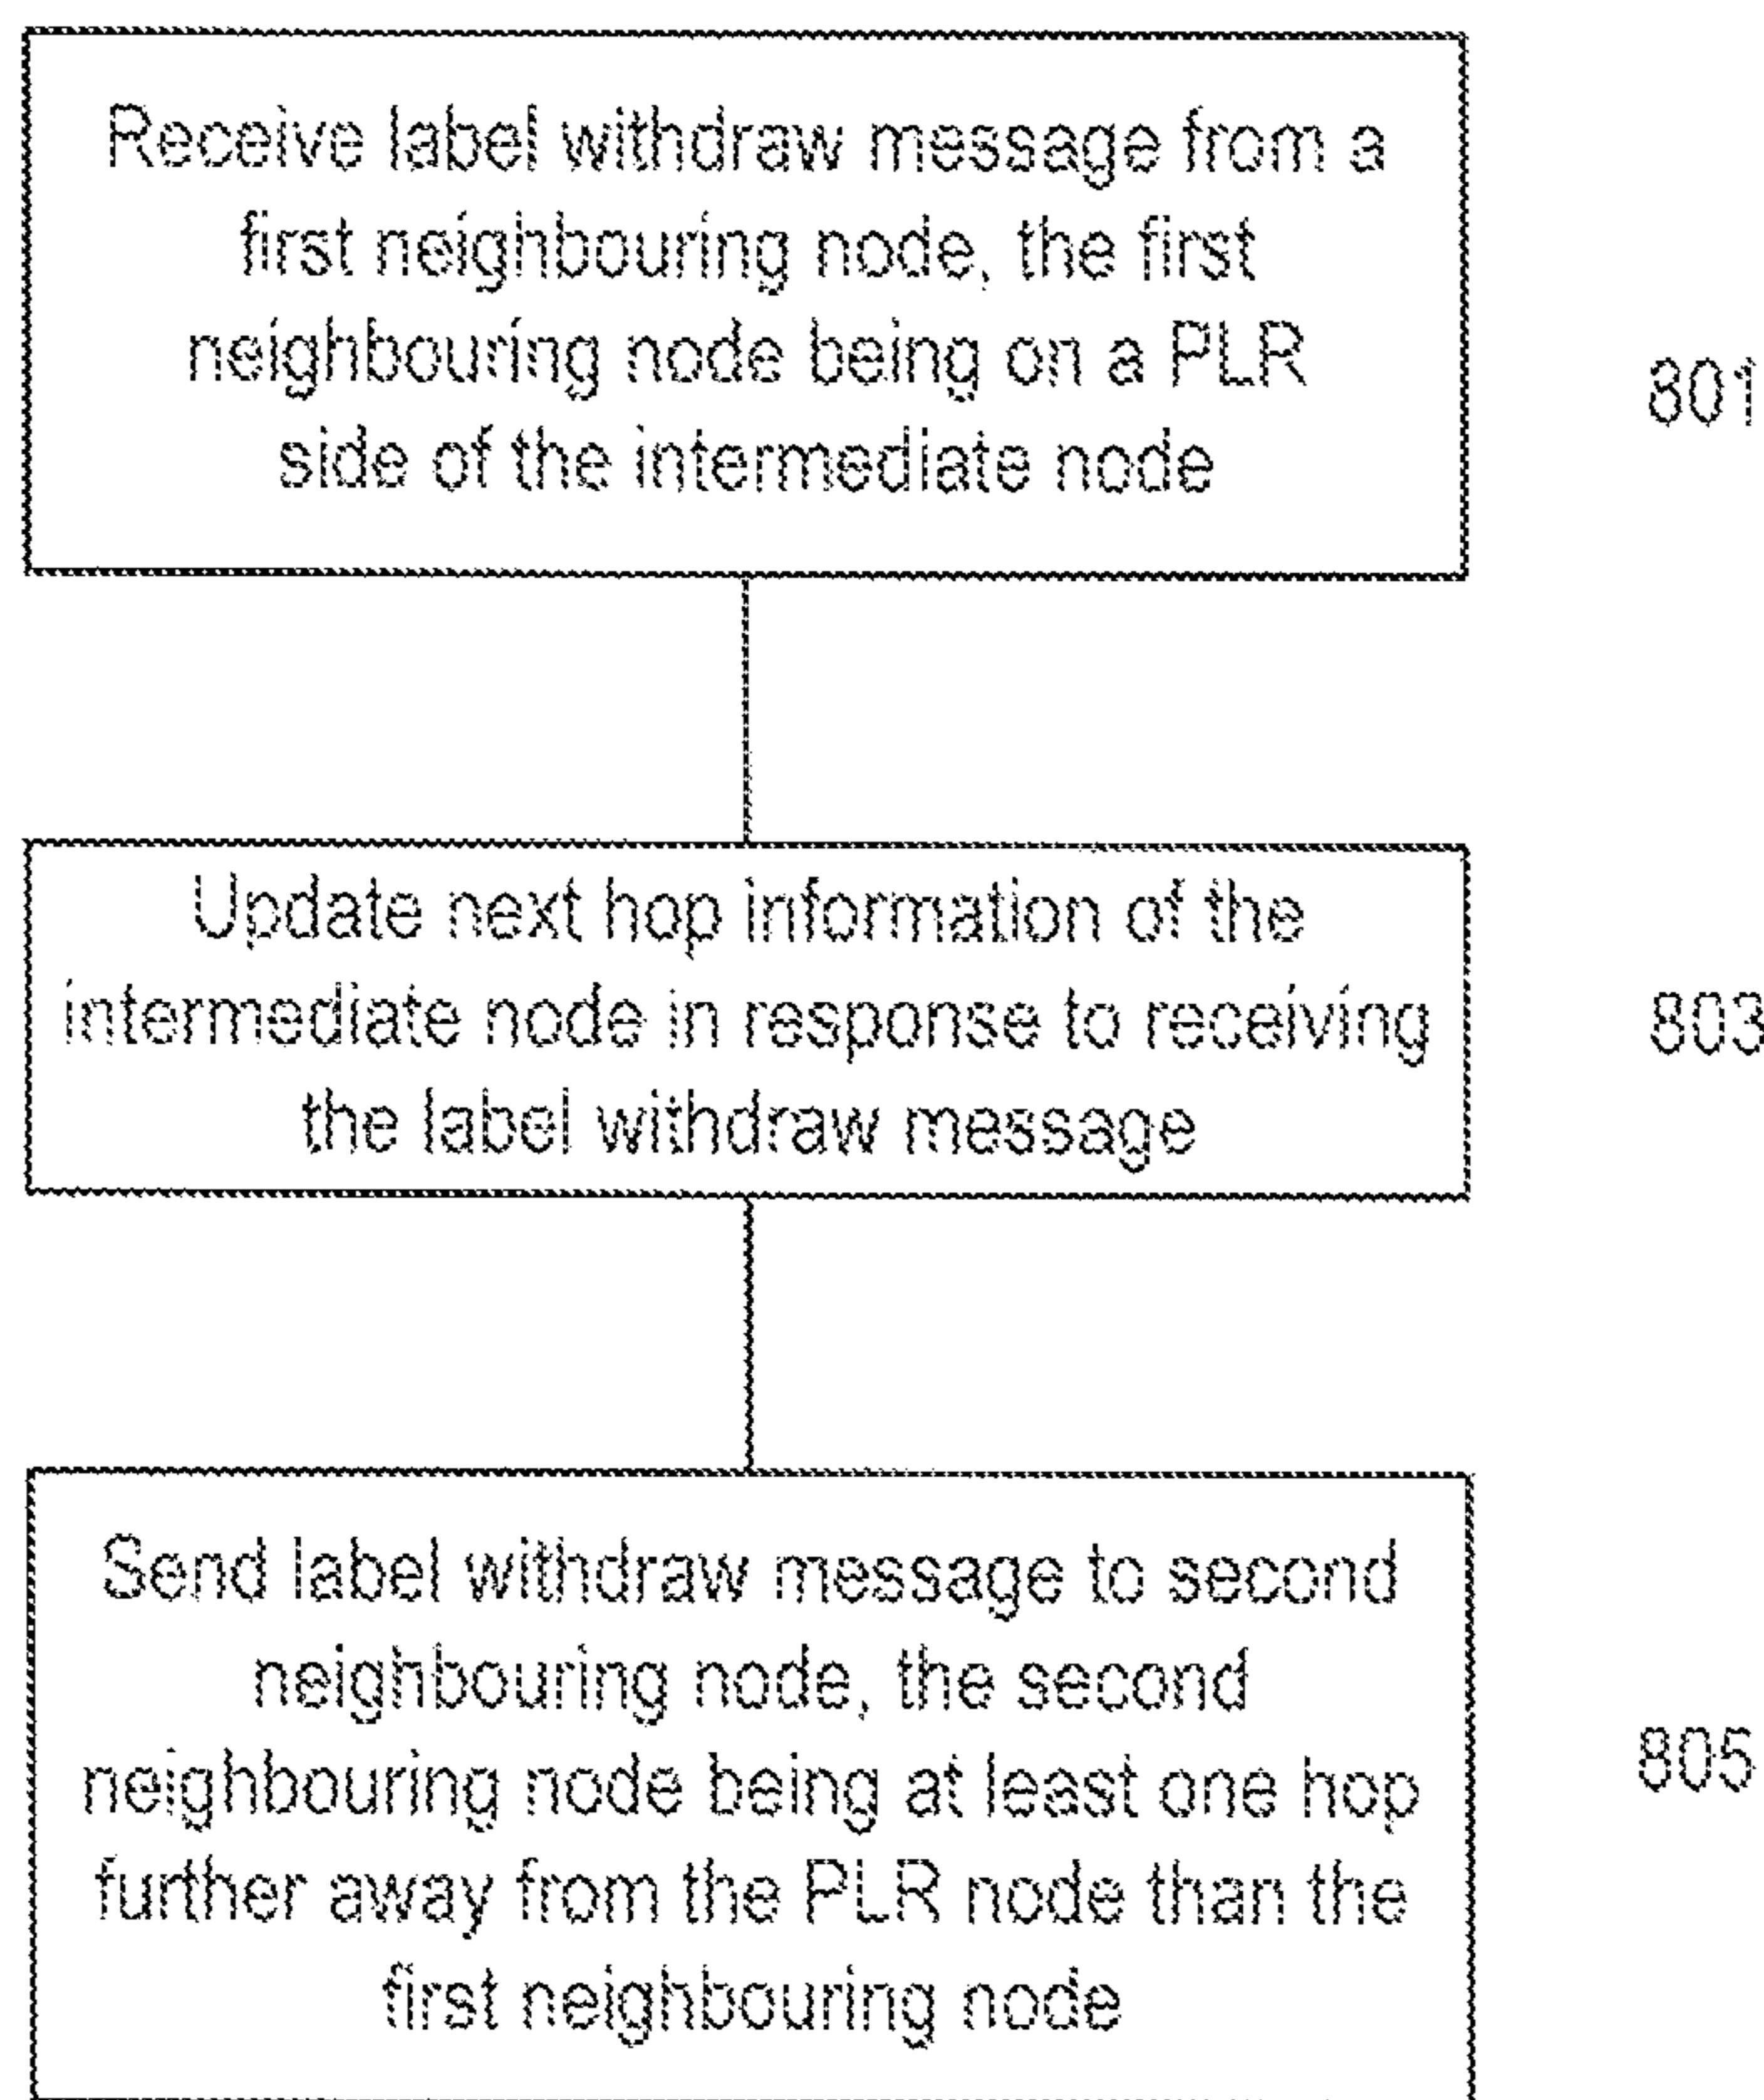 Receive label withdraw message from a
first neighbouring node, the first
neighbouring node being on a PLR
side of the intermediate node
801
Update next hop information of the
intermediate node in response to receiving
the label withdraw message
803
Send label withdraw message to second
neighbouring node, the second
neighbouring node being at least one hop
further away from the PLR node than the
first neighbouring node
805